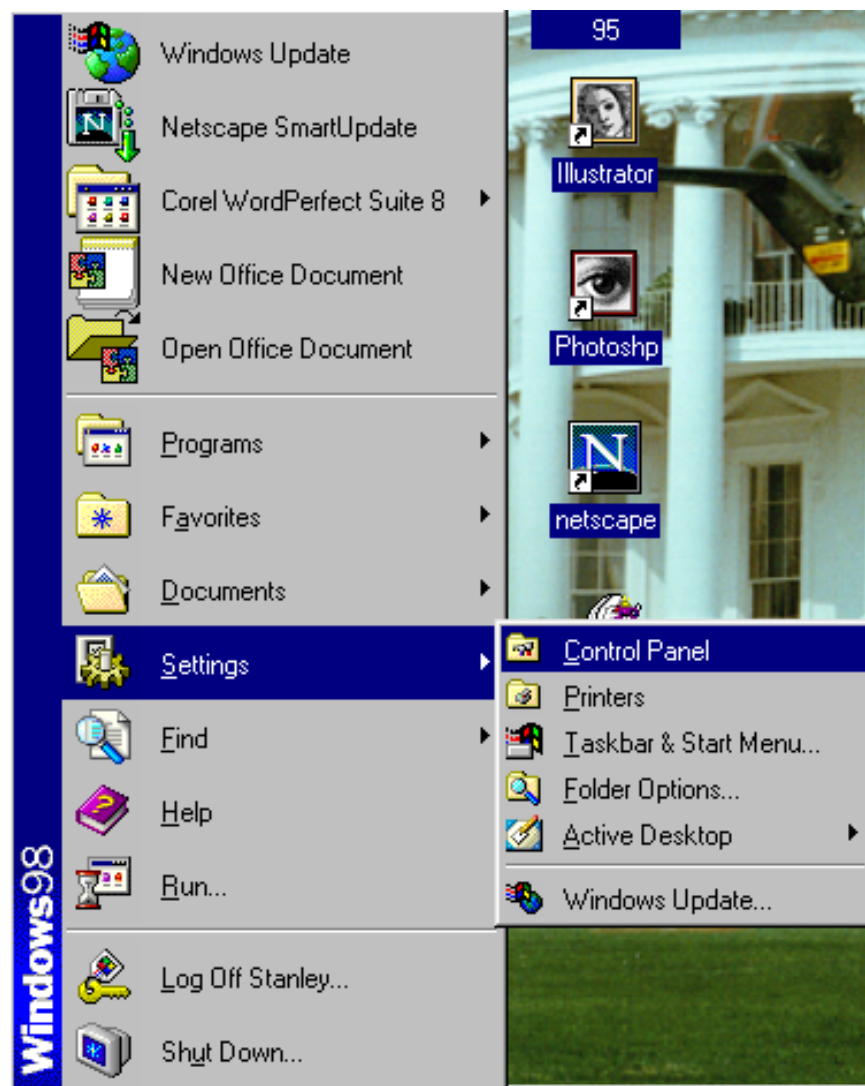 Windows Update
Netscape SmartUpdate
Corel WordPerfect Suite 8
New Office Document
Open Office Document
Programs
Favorites
Documents
Settings
Find
Help
Run...
Log Off Stanley...
Shut Down...
Windows98
95
Illustrator
Photoshp
netscape
Control Panel
Printers
Taskbar & Start Menu...
Folder Options...
Active Desktop
Windows Update...